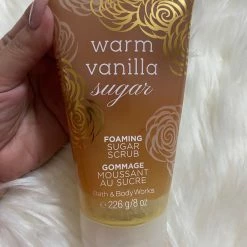 warm
vanilla
sugar
FOAMING
SUGAR
SCRUB
GOMMAGE
MOUSSANT
AU SUCRE
Bath & Body Works
e 226 g/8 oz